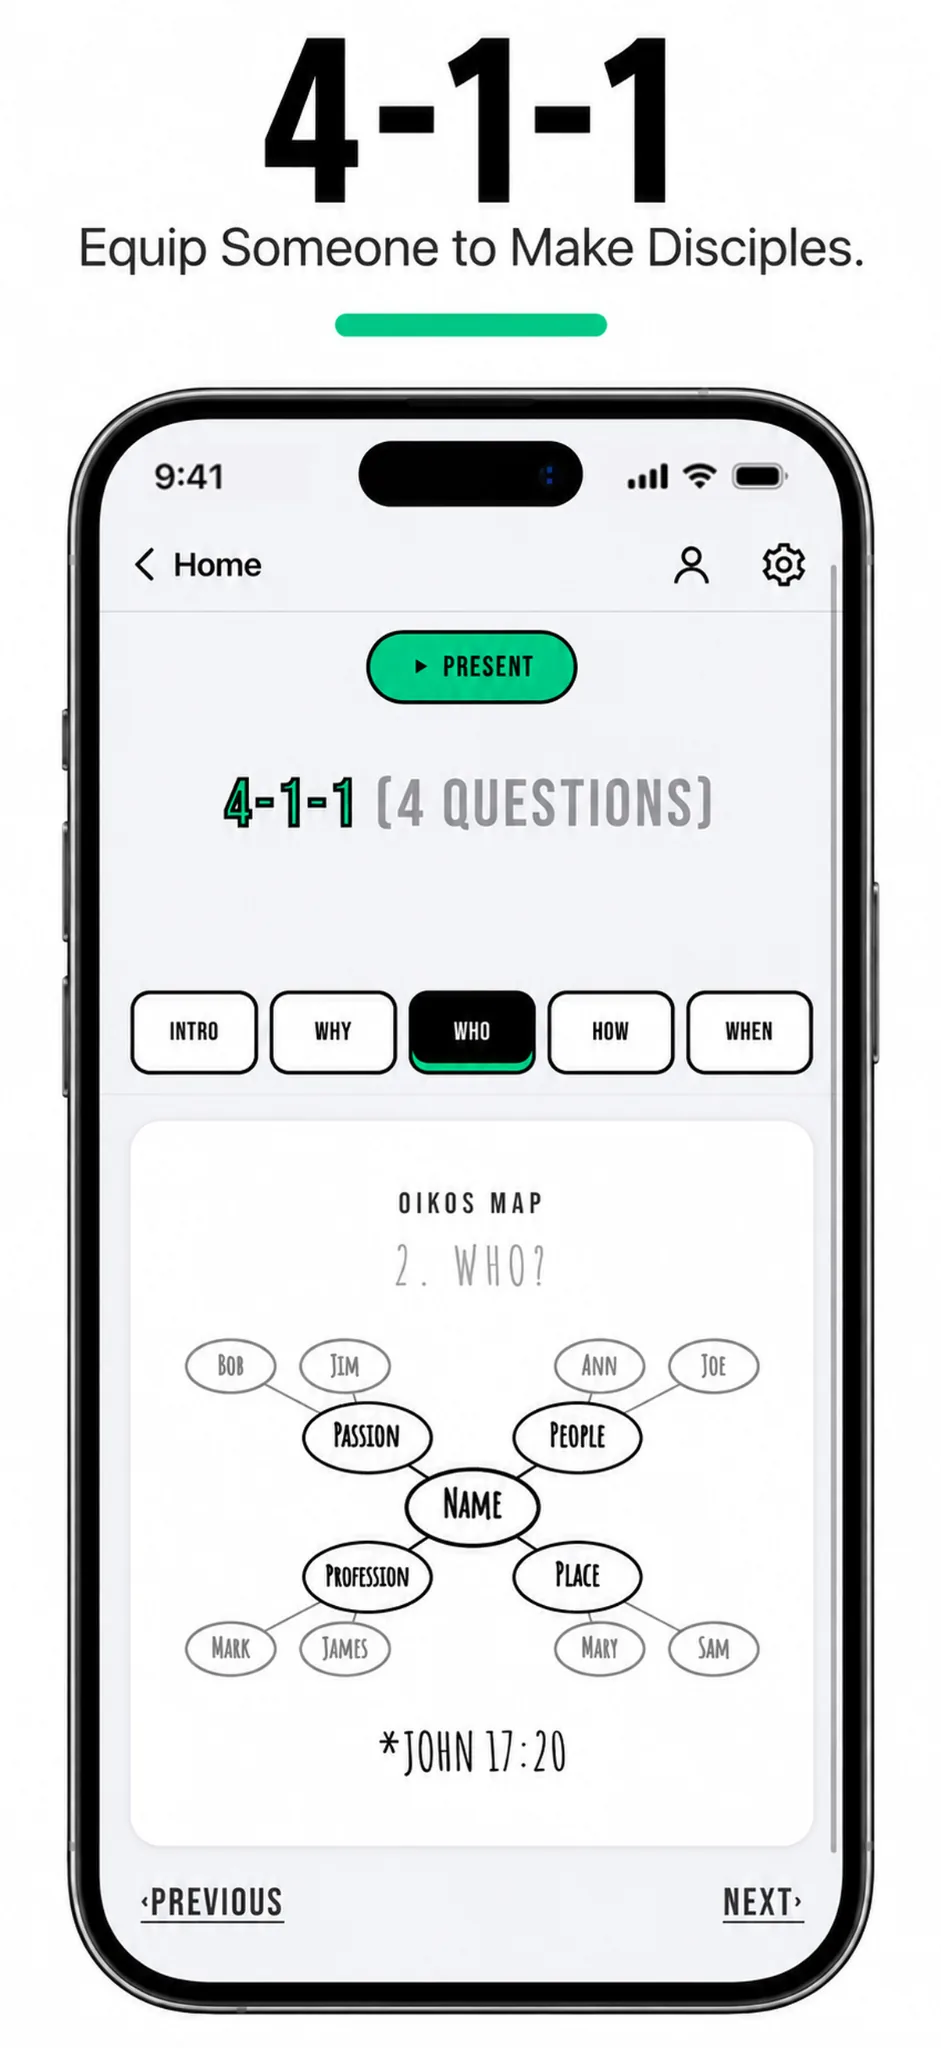 4-1-1
Equip Someone to Make Disciples.
9:41
Home
PRESENT
4-1-1 (4 QUESTIONS)
INTRO WHY WHO HOW WHEN
OIKOS MAP
2. WHO?
BOB JIM ANN JOE
PASSION PEOPLE
NAME
PROFESSION PLACE
MARK JAMES MARY SAM
*JOHN 17:20
‹PREVIOUS NEXT›